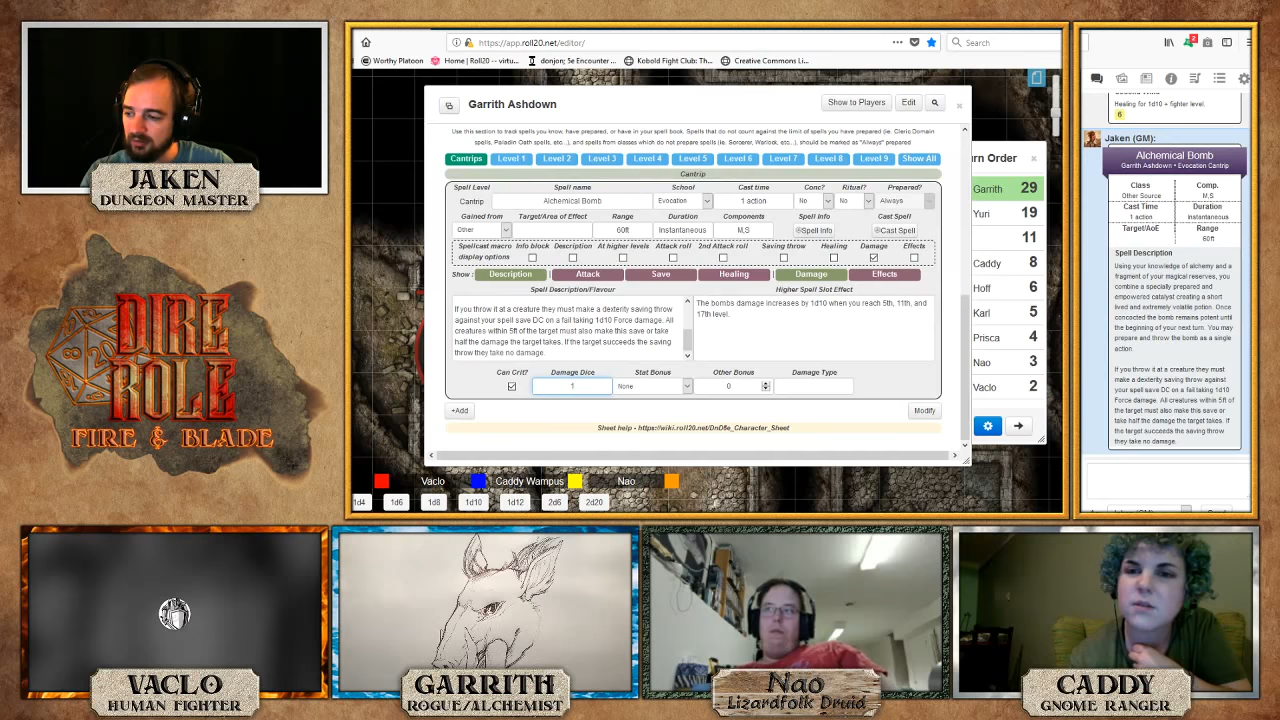 JAKEN
DUNGEON MASTER
DIRE
ROLE
FIRE & BLADE
https://app.roll20.net/editor/
Search
Worthy Platoon
Home | Roll20 -- virtu...
donjon; 5e Encounter ...
Kobold Fight Club: Th...
Creative Commons Li...
Garrith Ashdown
Show to Players
Edit
Use this section to track spells you know, have prepared, or have in your spell book. Spells that do not count against the limit of spells you have prepared (ie. Cleric Domain
spells, Paladin Oath spells, etc...), and spells from classes which do not prepare spells (ie. Sorcerer, Warlock, etc...), should be marked as "Always" prepared
Cantrips
Level 1
Level 2
Level 3
Level 4
Level 5
Level 6
Level 7
Level 8
Level 9
Show All
Cantrip
Spell Level
Spell name
School
Cast time
Conc?
Ritual?
Prepared?
Cantrip
Alchemical Bomb
Evocation
1 action
No
No
Always
Gained from
Target/Area of Effect
Range
Duration
Components
Spell Info
Cast Spell
Other
60ft
Instantaneous
M,S
Spell Info
Cast Spell
Spellcast macro
display options
Info block
Description
At higher levels
Attack roll
2nd Attack roll
Saving throw
Healing
Damage
Effects
Show :
Description
Attack
Save
Healing
Damage
Effects
Spell Description/Flavour
Higher Spell Slot Effect
If you throw it at a creature they must make a dexterity saving throw
against your spell save DC on a fail taking 1d10 Force damage. All
creatures within 5ft of the target must also make this save or take
half the damage the target takes. If the target succeeds the saving
throw they take no damage.
The bombs damage increases by 1d10 when you reach 5th, 11th, and
17th level.
Can Crit?
Damage Dice
Stat Bonus
Other Bonus
Damage Type
1
None
0
+Add
Modify
Sheet help - https://wiki.roll20.net/DnD5e_Character_Sheet
rn Order
Garrith 29
Yuri 19
11
Caddy 8
Hoff 6
Karl 5
Prisca 4
Nao 3
Vaclo 2
Vaclo
Caddy Wampus
Nao
1d4
1d6
1d8
1d10
1d12
2d6
2d20
2
Healing for 1d10 + fighter level.
6
Jaken (GM):
Alchemical Bomb
Garrith Ashdown • Evocation Cantrip
Class
Other Source
Comp.
M,S
Cast Time
1 action
Duration
Instantaneous
Target/AoE
Range
60ft
Spell Description
Using your knowledge of alchemy and a
fragment of your magical reserves, you
combine a specially prepared and
empowered catalyst creating a short
lived and extremely volatile potion. Once
concocted the bomb remains potent until
the beginning of your next turn. You may
prepare and throw the bomb as a single
action
If you throw it at a creature they must
make a dexterity saving throw against
your spell save DC on a fail taking 1d10
Force damage. All creatures within 5ft of
the target must also make this save or
take half the damage the target takes. If
the target succeeds the saving throw
they take no damage.
VACLO
HUMAN FIGHTER
GARRITH
ROGUE/ALCHEMIST
Nao
Lizardfolk Druid
CADDY
GNOME RANGER